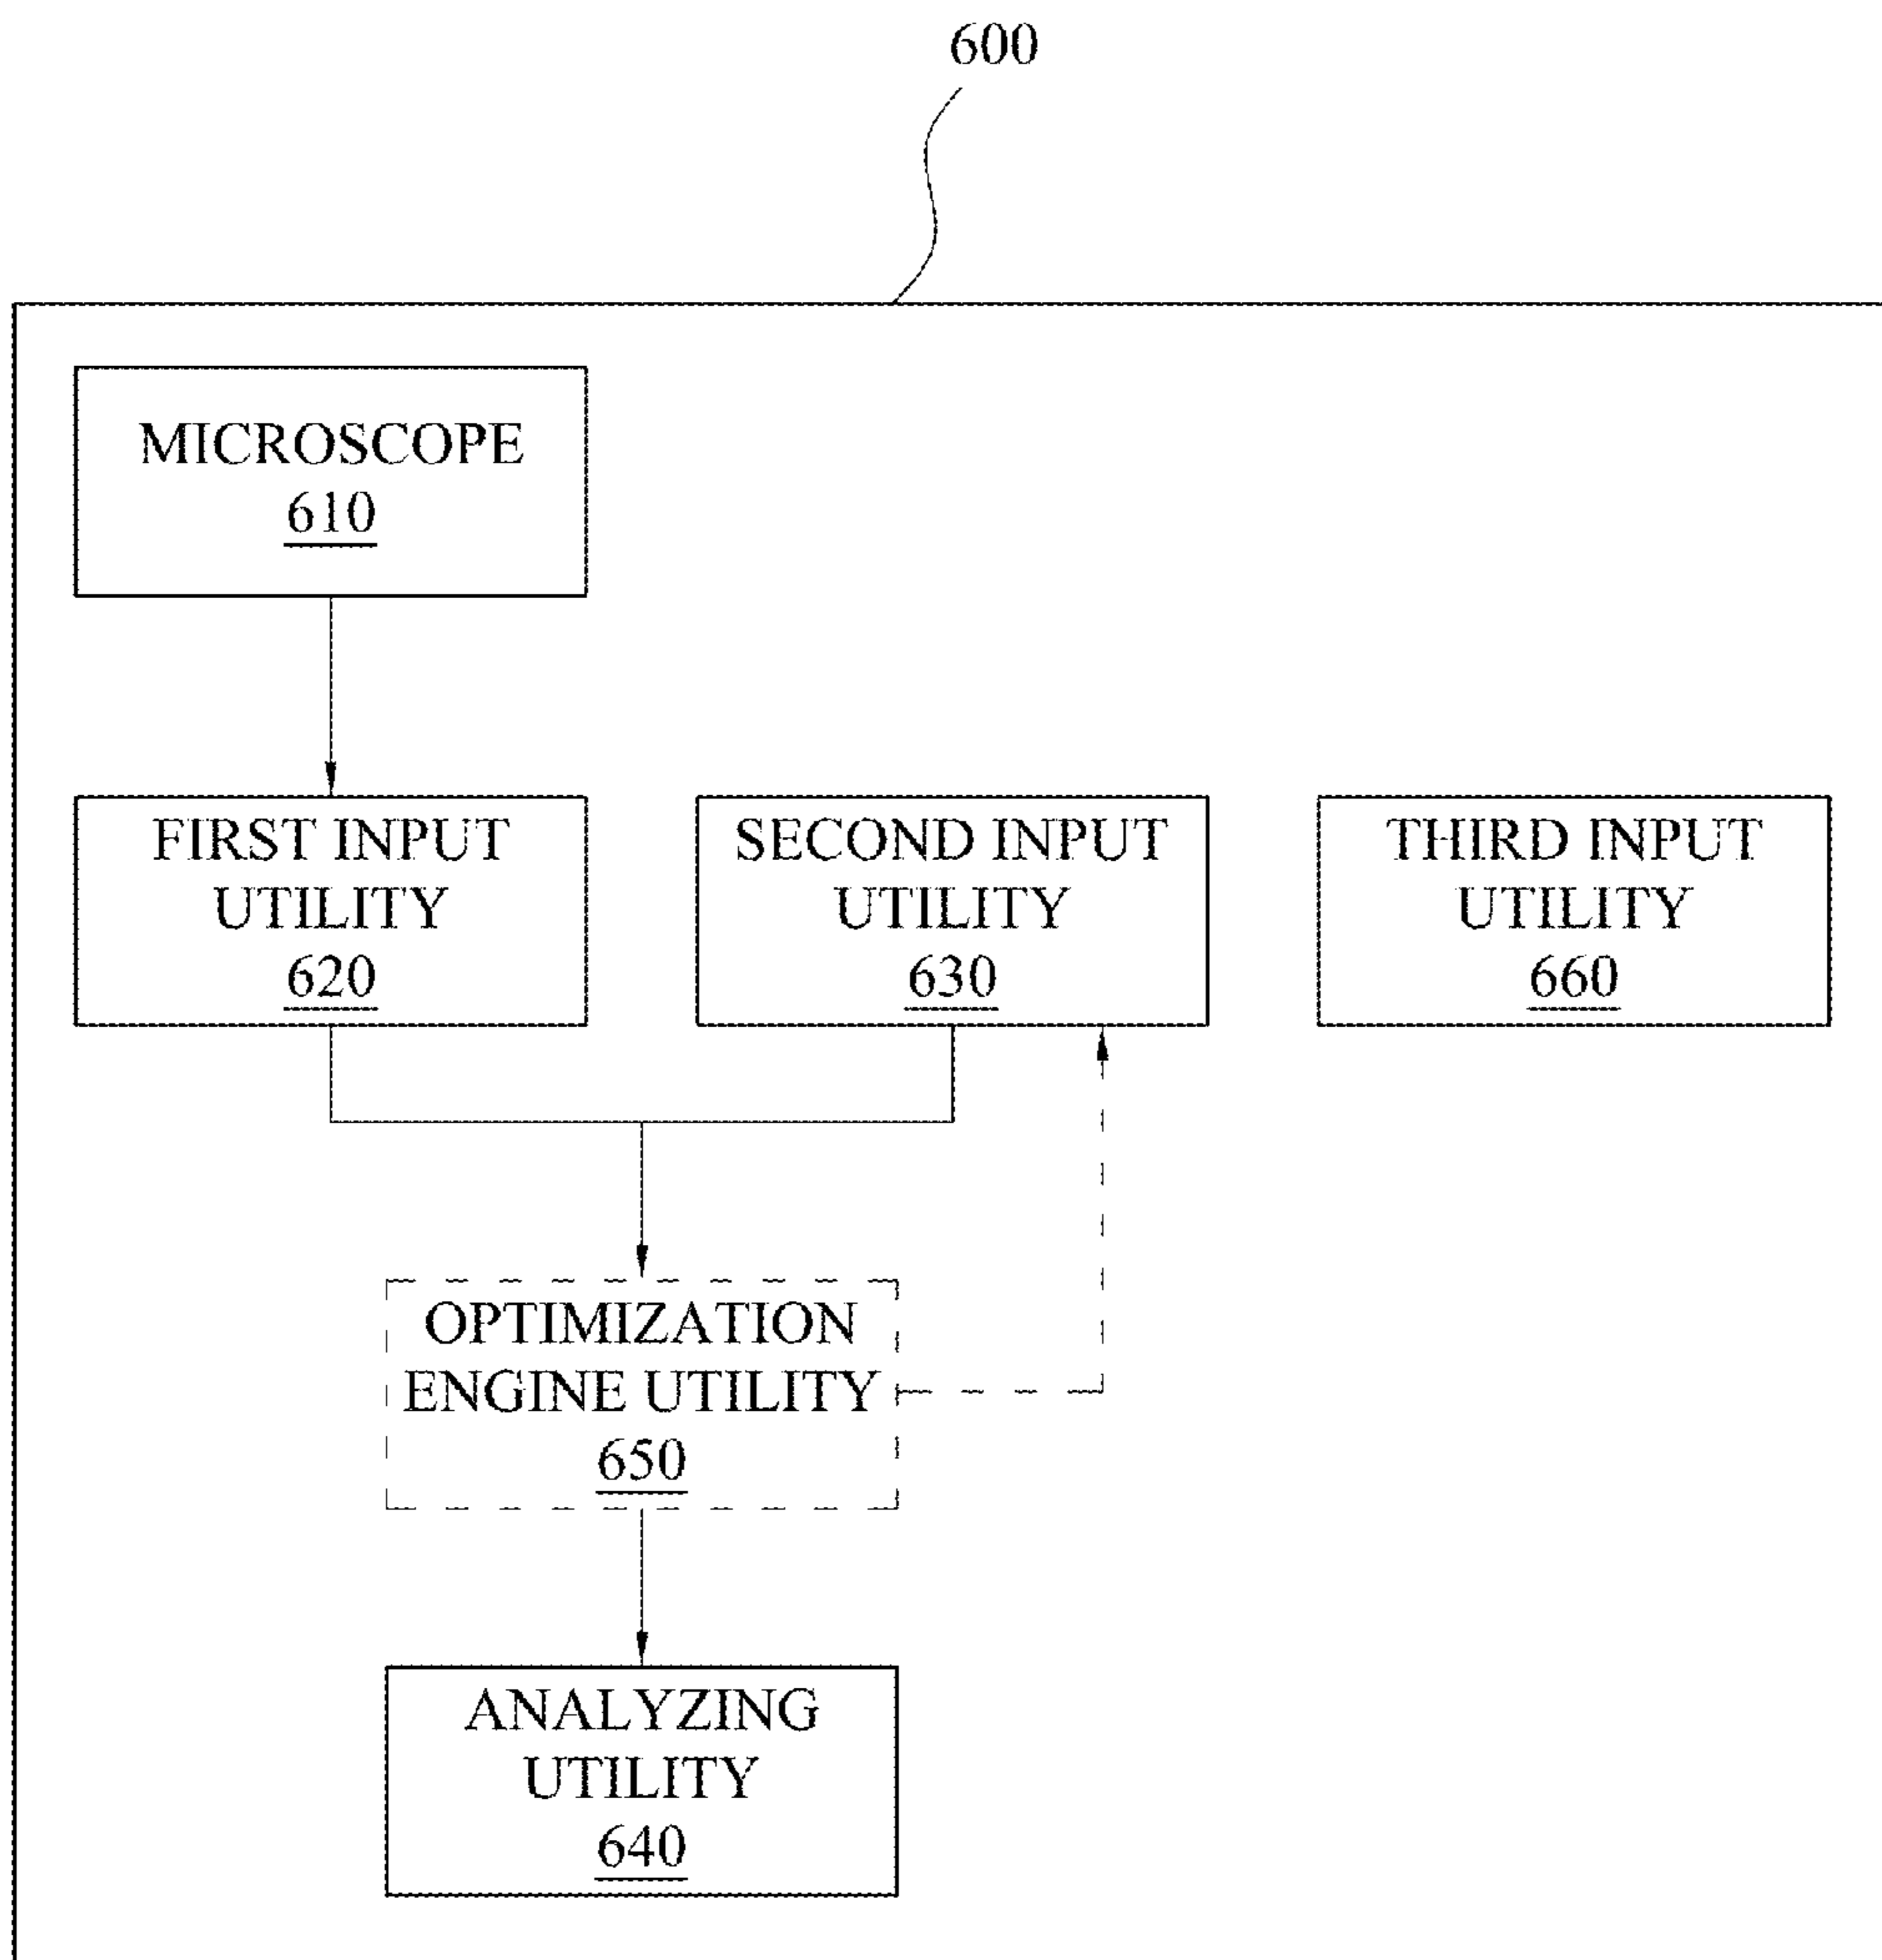 600
MICROSCOPE
610
FIRST INPUT
UTILITY
620
SECOND INPUT
UTILITY
630
THIRD INPUT
UTILITY
660
OPTIMIZATION
ENGINE UTILITY
650
ANALYZING
UTILITY
640